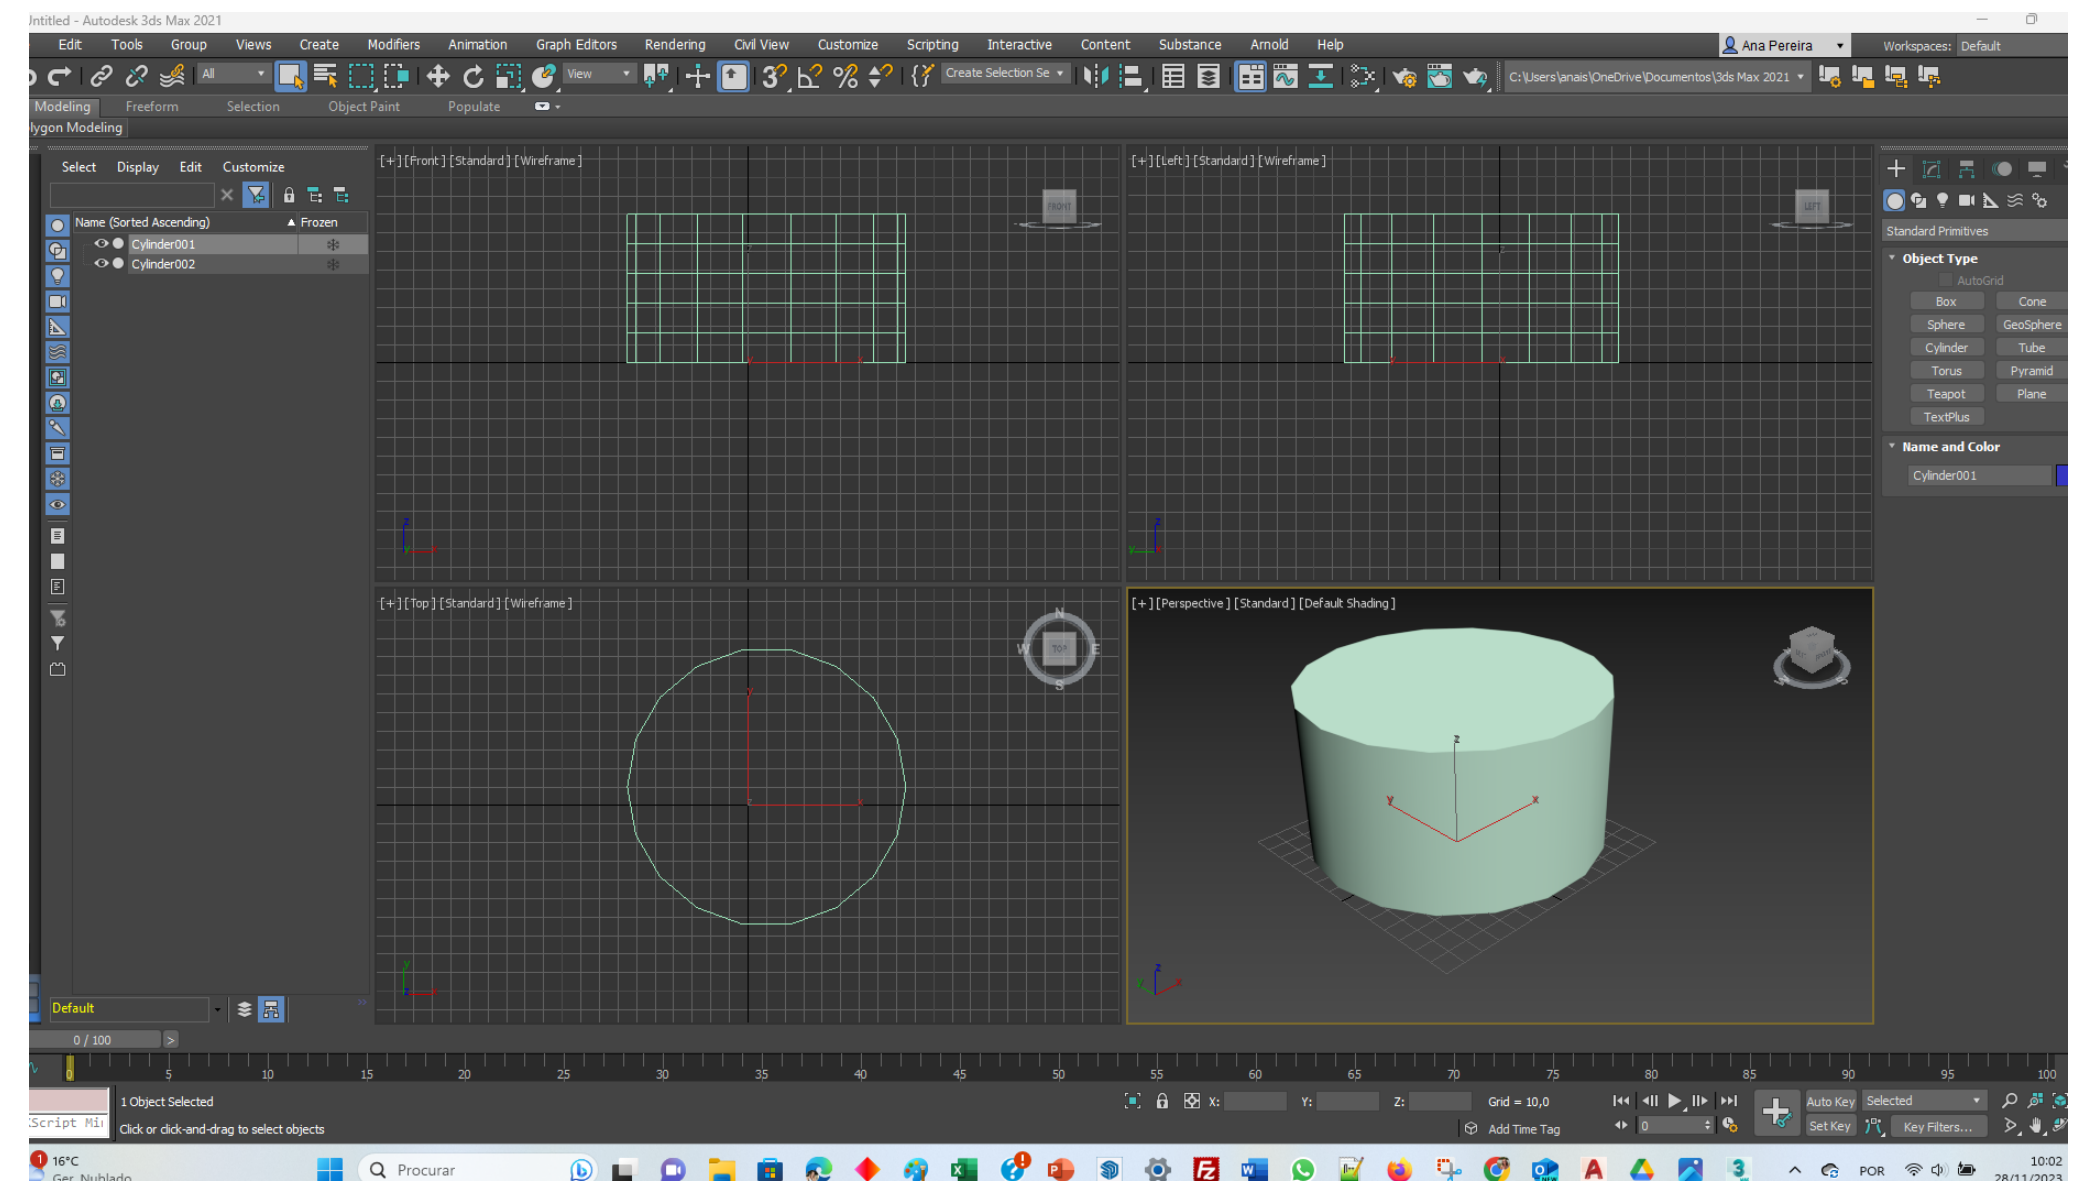 Untitled - Autodesk 3ds Max 2021
Edit Tools Group Views Create Modifiers Animation Graph Editors Rendering Civil View Customize Scripting Interactive Content Substance Arnold Help Ana Pereira Workspaces: Default
All View Create Selection Se C:\Users\anais\OneDrive\Documentos\3ds Max 2021
Modeling Freeform Selection Object Paint Populate
lygon Modeling
Select Display Edit Customize
Name (Sorted Ascending) Frozen
Cylinder001
Cylinder002
[+][Front][Standard][Wireframe]
FRONT
[+][Left][Standard][Wireframe]
LEFT
[+][Top][Standard][Wireframe]
N
W TOP E
S
[+][Perspective][Standard][Default Shading]
Standard Primitives
Object Type
AutoGrid
Box Cone
Sphere GeoSphere
Cylinder Tube
Torus Pyramid
Teapot Plane
TextPlus
Name and Color
Cylinder001
Default
0 / 100 >
0 5 10 15 20 25 30 35 40 45 50 55 60 65 70 75 80 85 90 95 100
1 Object Selected X: Y: Z: Grid = 10,0 Auto Key Selected
Script Mi Click or click-and-drag to select objects Add Time Tag 0 Set Key Key Filters...
1 16°C
Ger. Nublado
Procurar
POR 10:02
28/11/2023